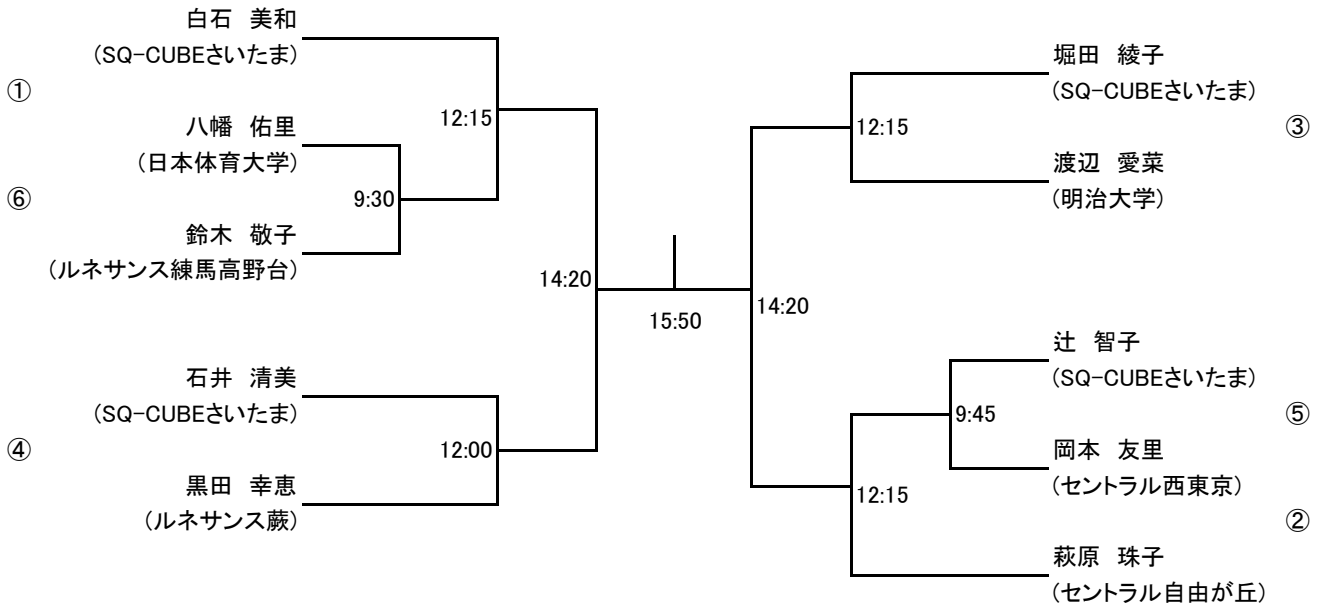 白石　美和
(SQ-CUBEさいたま)
①
12:15
八幡　佑里
(日本体育大学)
⑥
9:30
鈴木　敬子
(ルネサンス練馬高野台)
14:20
石井　清美
(SQ-CUBEさいたま)
④
12:00
黒田　幸恵
(ルネサンス蕨)
15:50
堀田　綾子
(SQ-CUBEさいたま)
12:15
③
渡辺　愛菜
(明治大学)
14:20
辻　智子
(SQ-CUBEさいたま)
9:45
⑤
岡本　友里
(セントラル西東京)
12:15
②
萩原　珠子
(セントラル自由が丘)